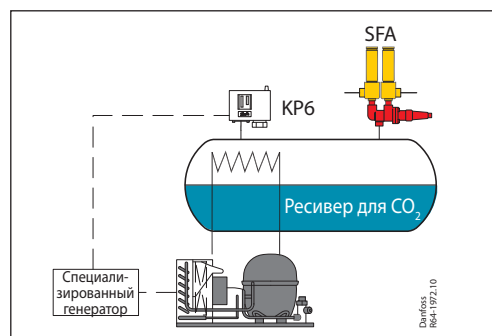 SFA
KP6
Ресивер для CO₂
Специали-
зированный
генератор
Danfoss
R64-1972.10